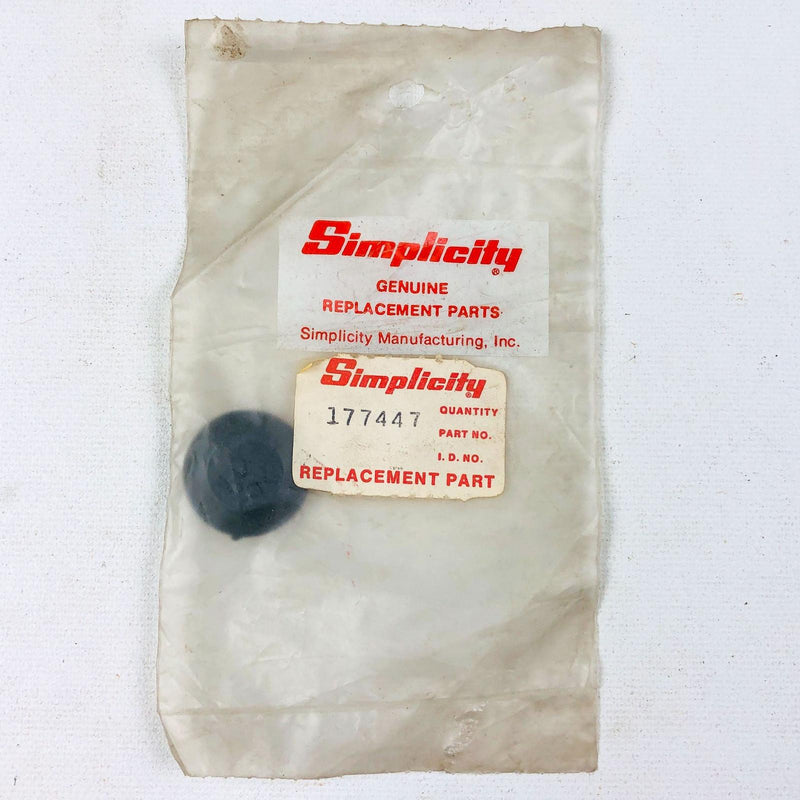 Simplicity®
GENUINE
REPLACEMENT PARTS
Simplicity Manufacturing, Inc.
Simplicity®
177447
QUANTITY
PART NO.
I. D. NO.
REPLACEMENT PART